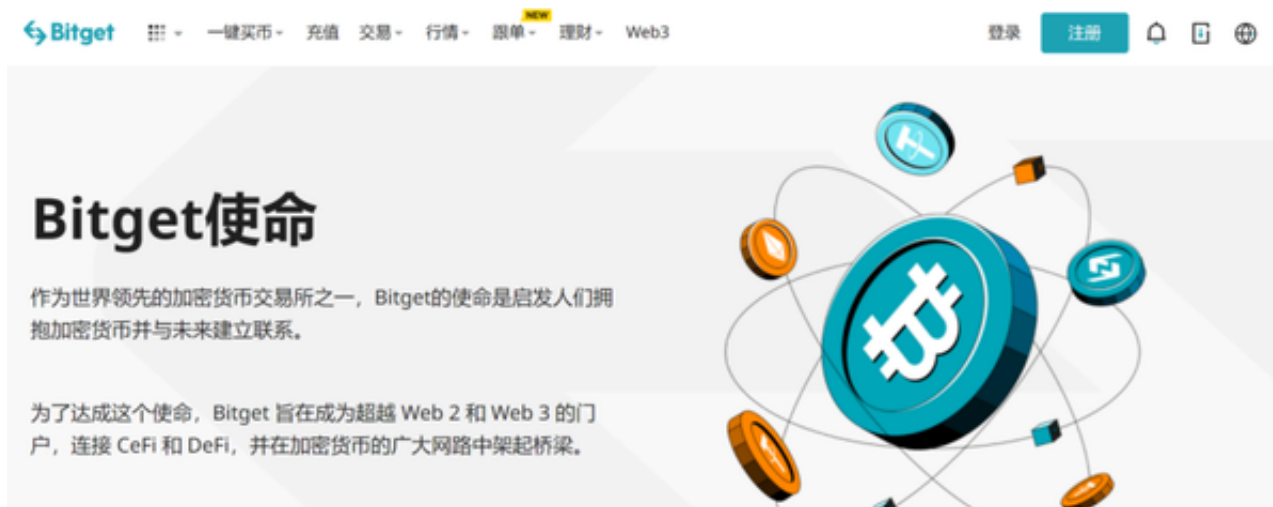 Bitget 一键买币 充值 交易 行情 跟单 NEW 理财 Web3 登录 注册
Bitget使命
作为世界领先的加密货币交易所之一，Bitget的使命是启发人们拥
抱加密货币并与未来建立联系。
为了达成这个使命，Bitget 旨在成为超越 Web 2 和 Web 3 的门
户，连接 CeFi 和 DeFi，并在加密货币的广大网路中架起桥梁。